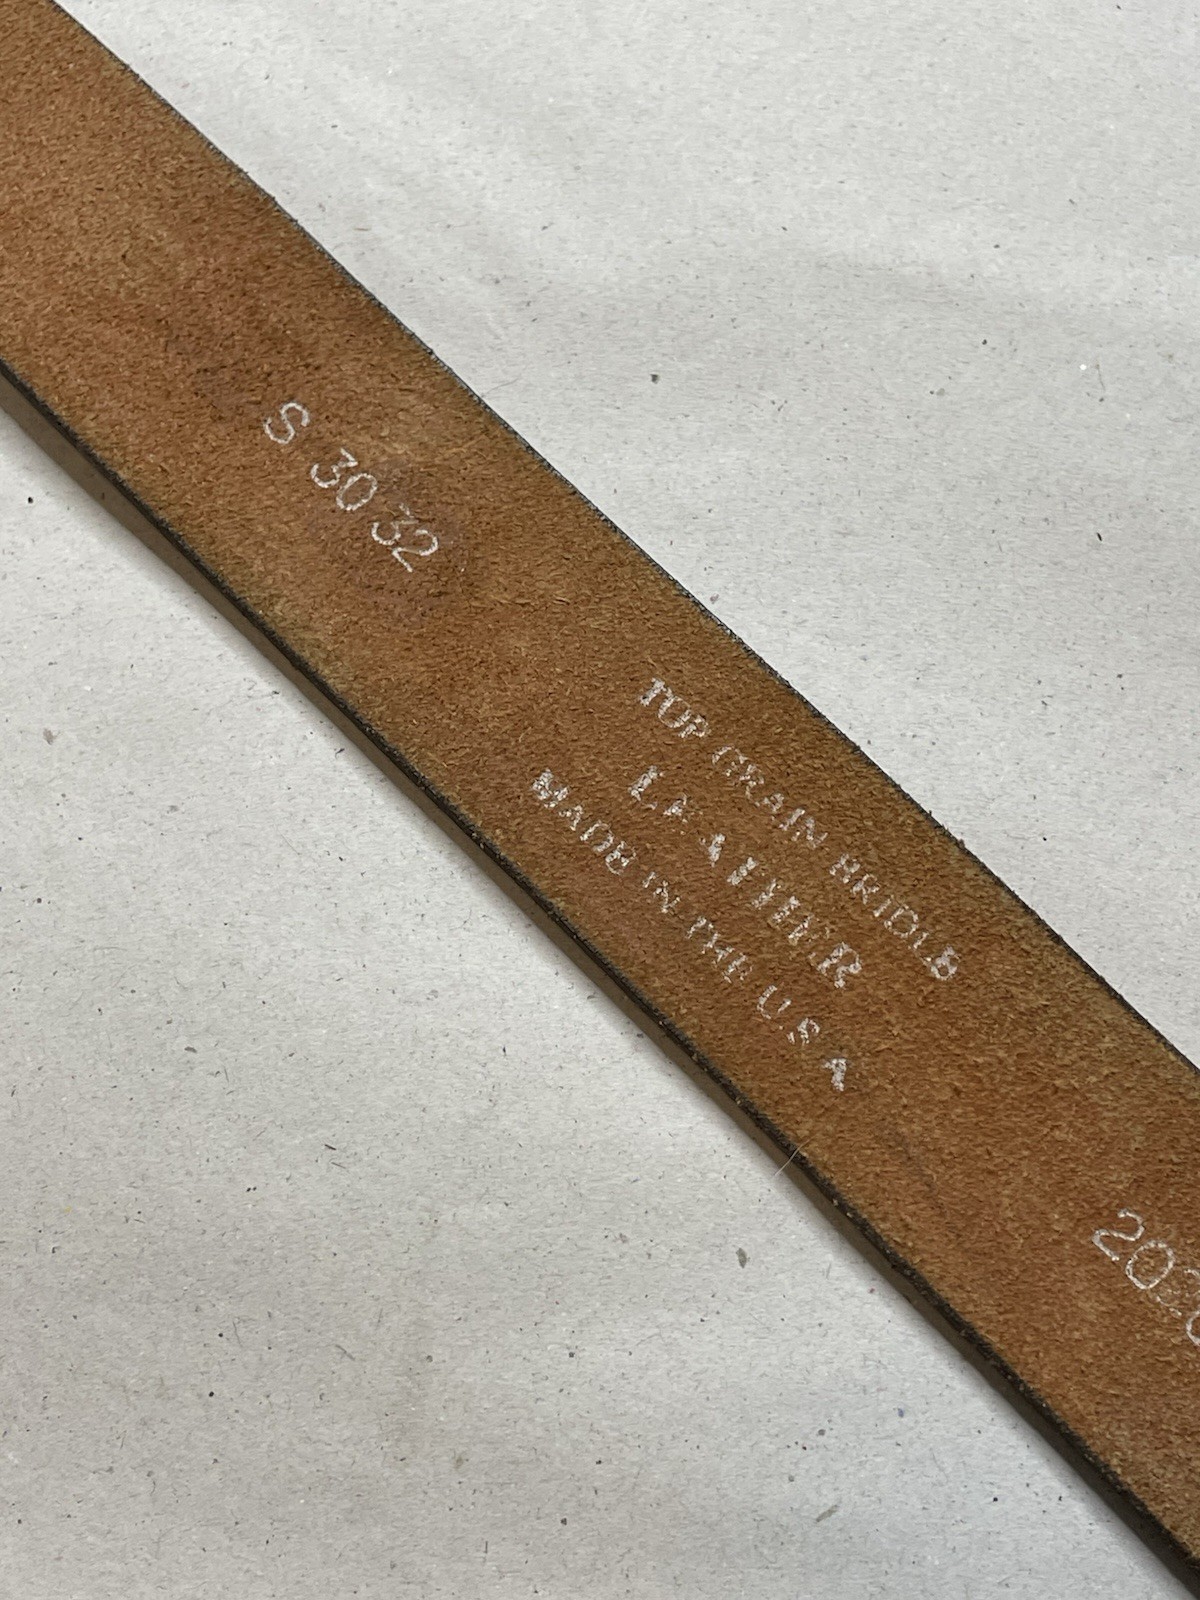 S 30 32
TOP GRAIN BRIDLE
LEATHER
MADE IN THE U.S.A